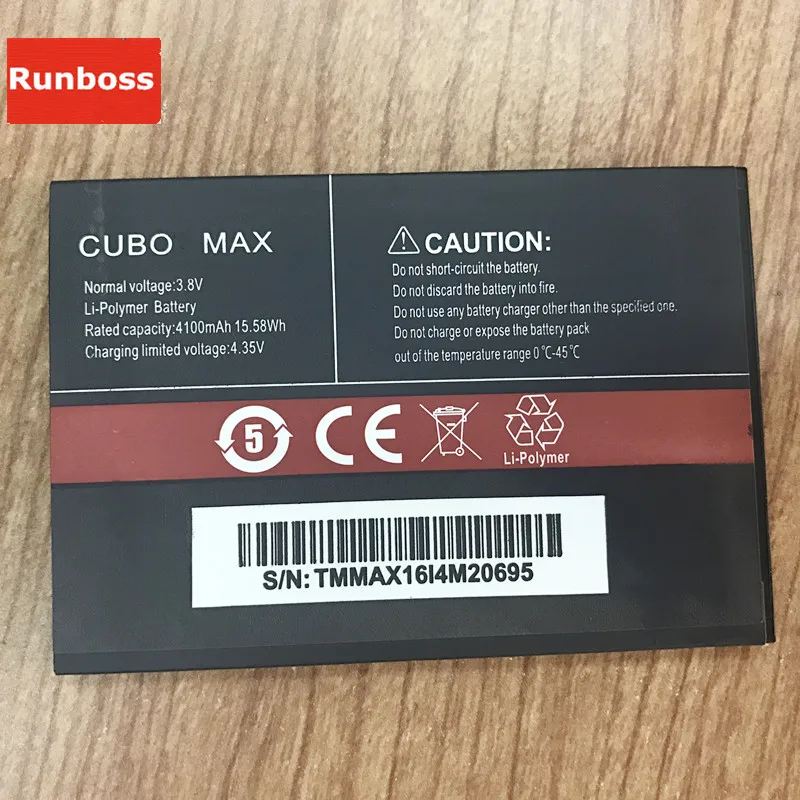 Runboss
CUBO MAX
Normal voltage:3.8V
Li-Polymer Battery
Rated capacity:4100mAh 15.58Wh
Charging limited voltage:4.35V
CAUTION:
Do not short-circuit the battery.
Do not discard the battery into fire.
Do not use any battery charger other than the specified one.
Do not charge or expose the battery pack
out of the temperature range 0℃-45℃
5
CE
Li-Polymer
S/N: TMMAX16I4M20695